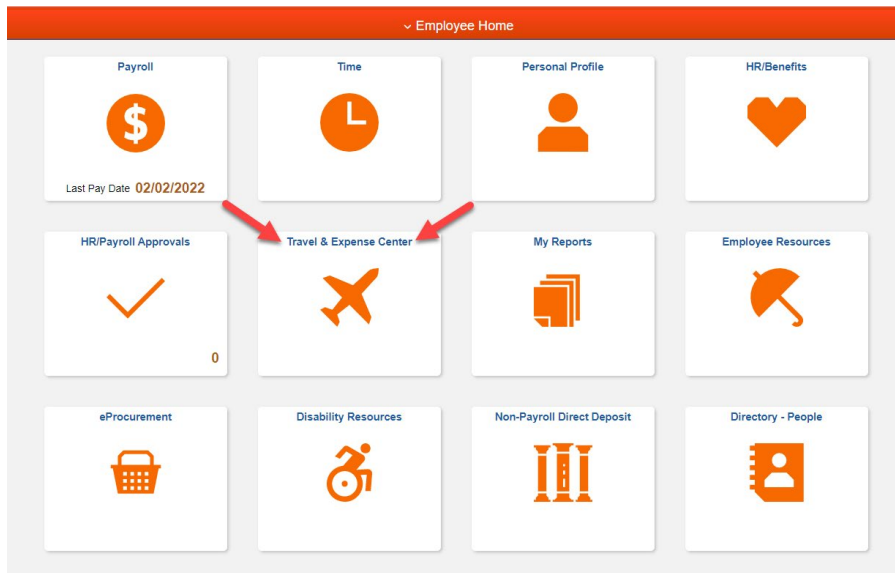 Employee Home
Payroll
Time
Personal Profile
HR/Benefits
$
L
Last Pay Date 02/02/2022
HR/Payroll Approvals
Travel & Expense Center
My Reports
Employee Resources
0
eProcurement
Disability Resources
Non-Payroll Direct Deposit
Directory - People